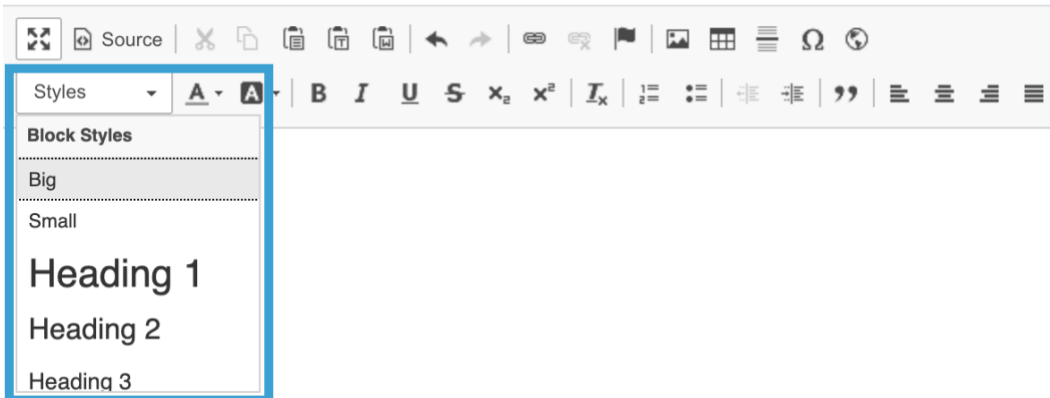 Source
Styles
Block Styles
Big
Small
Heading 1
Heading 2
Heading 3